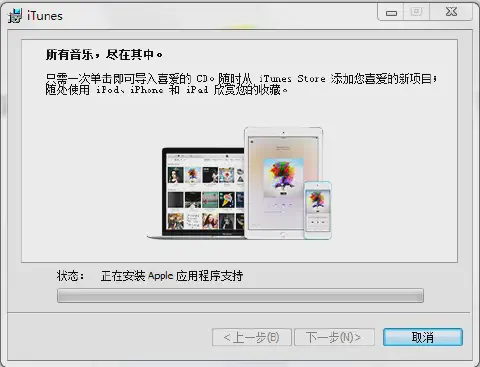 iTunes
所有音乐，尽在其中。
只需一次单击即可导入喜爱的 CD。随时从 iTunes Store 添加您喜爱的新项目；
随处使用 iPod、iPhone 和 iPad 欣赏您的收藏。
状态： 正在安装 Apple 应用程序支持
<上一步(B) 下一步(N)> 取消